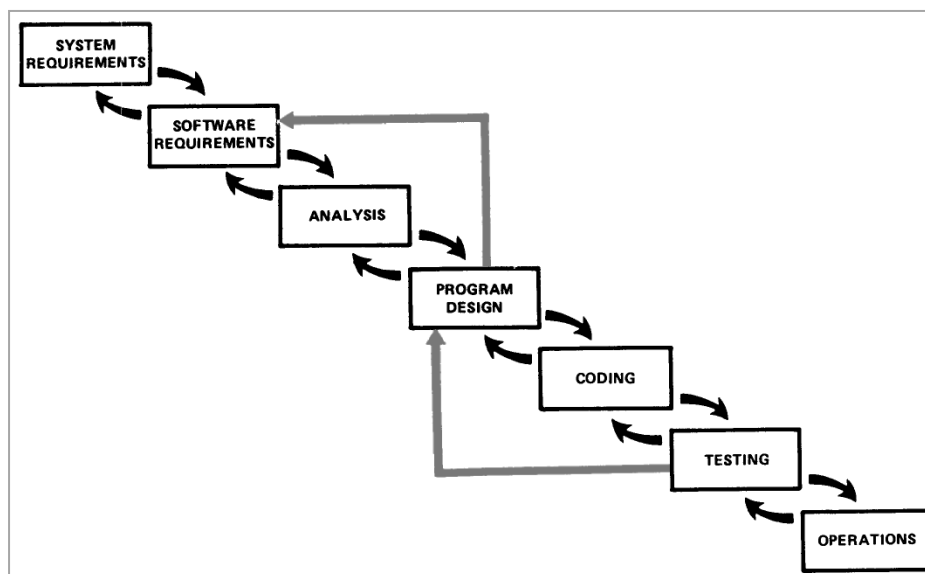 SYSTEM
REQUIREMENTS
SOFTWARE
REQUIREMENTS
ANALYSIS
PROGRAM
DESIGN
CODING
TESTING
OPERATIONS